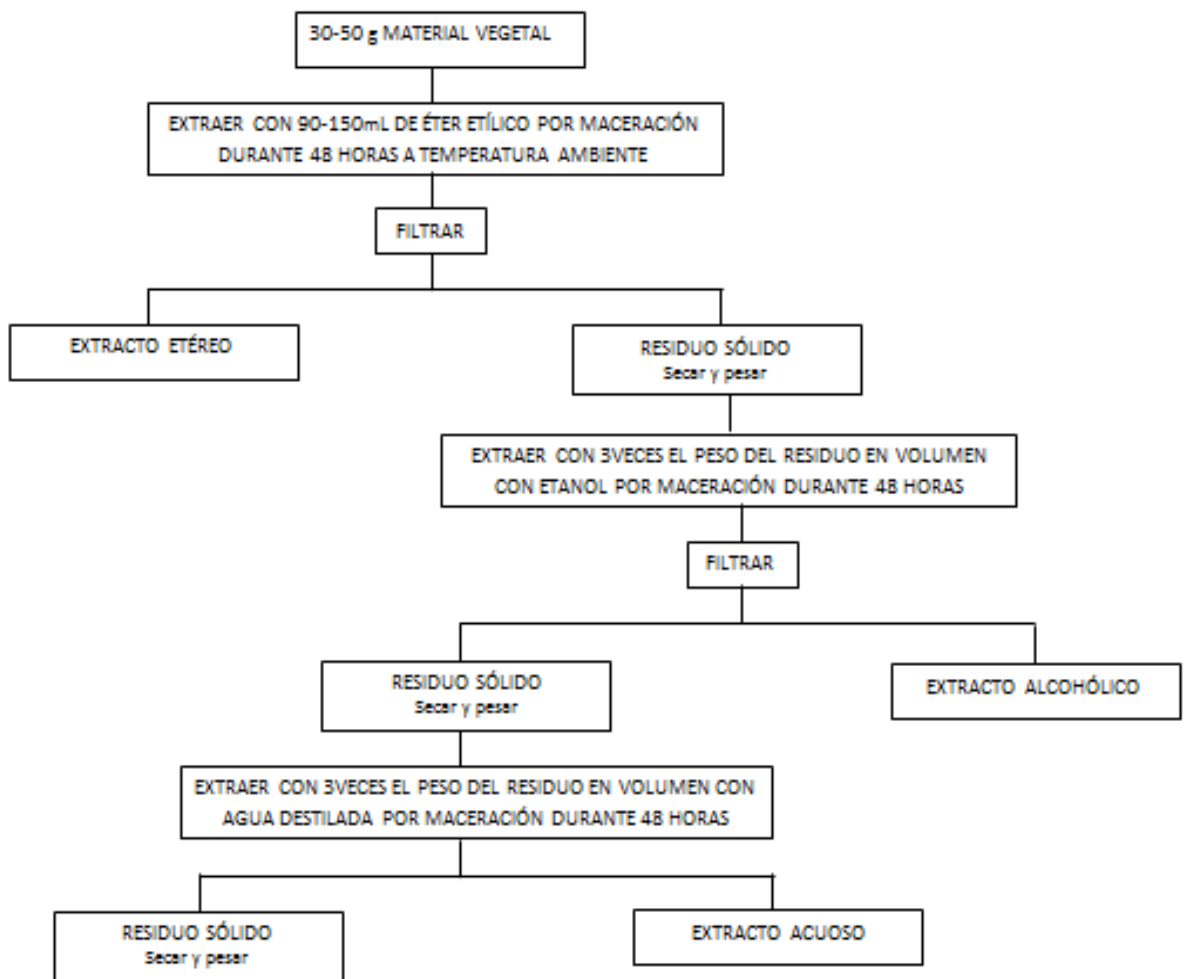 30-50 g MATERIAL VEGETAL
EXTRAER CON 90-150mL DE ÉTER ETÍLICO POR MACERACIÓN
DURANTE 48 HORAS A TEMPERATURA AMBIENTE
FILTRAR
EXTRACTO ETÉREO
RESIDUO SÓLIDO
Secar y pesar
EXTRAER CON 3VECES EL PESO DEL RESIDUO EN VOLUMEN
CON ETANOL POR MACERACIÓN DURANTE 48 HORAS
FILTRAR
RESIDUO SÓLIDO
Secar y pesar
EXTRACTO ALCOHÓLICO
EXTRAER CON 3VECES EL PESO DEL RESIDUO EN VOLUMEN CON
AGUA DESTILADA POR MACERACIÓN DURANTE 48 HORAS
RESIDUO SÓLIDO
Secar y pesar
EXTRACTO ACUOSO